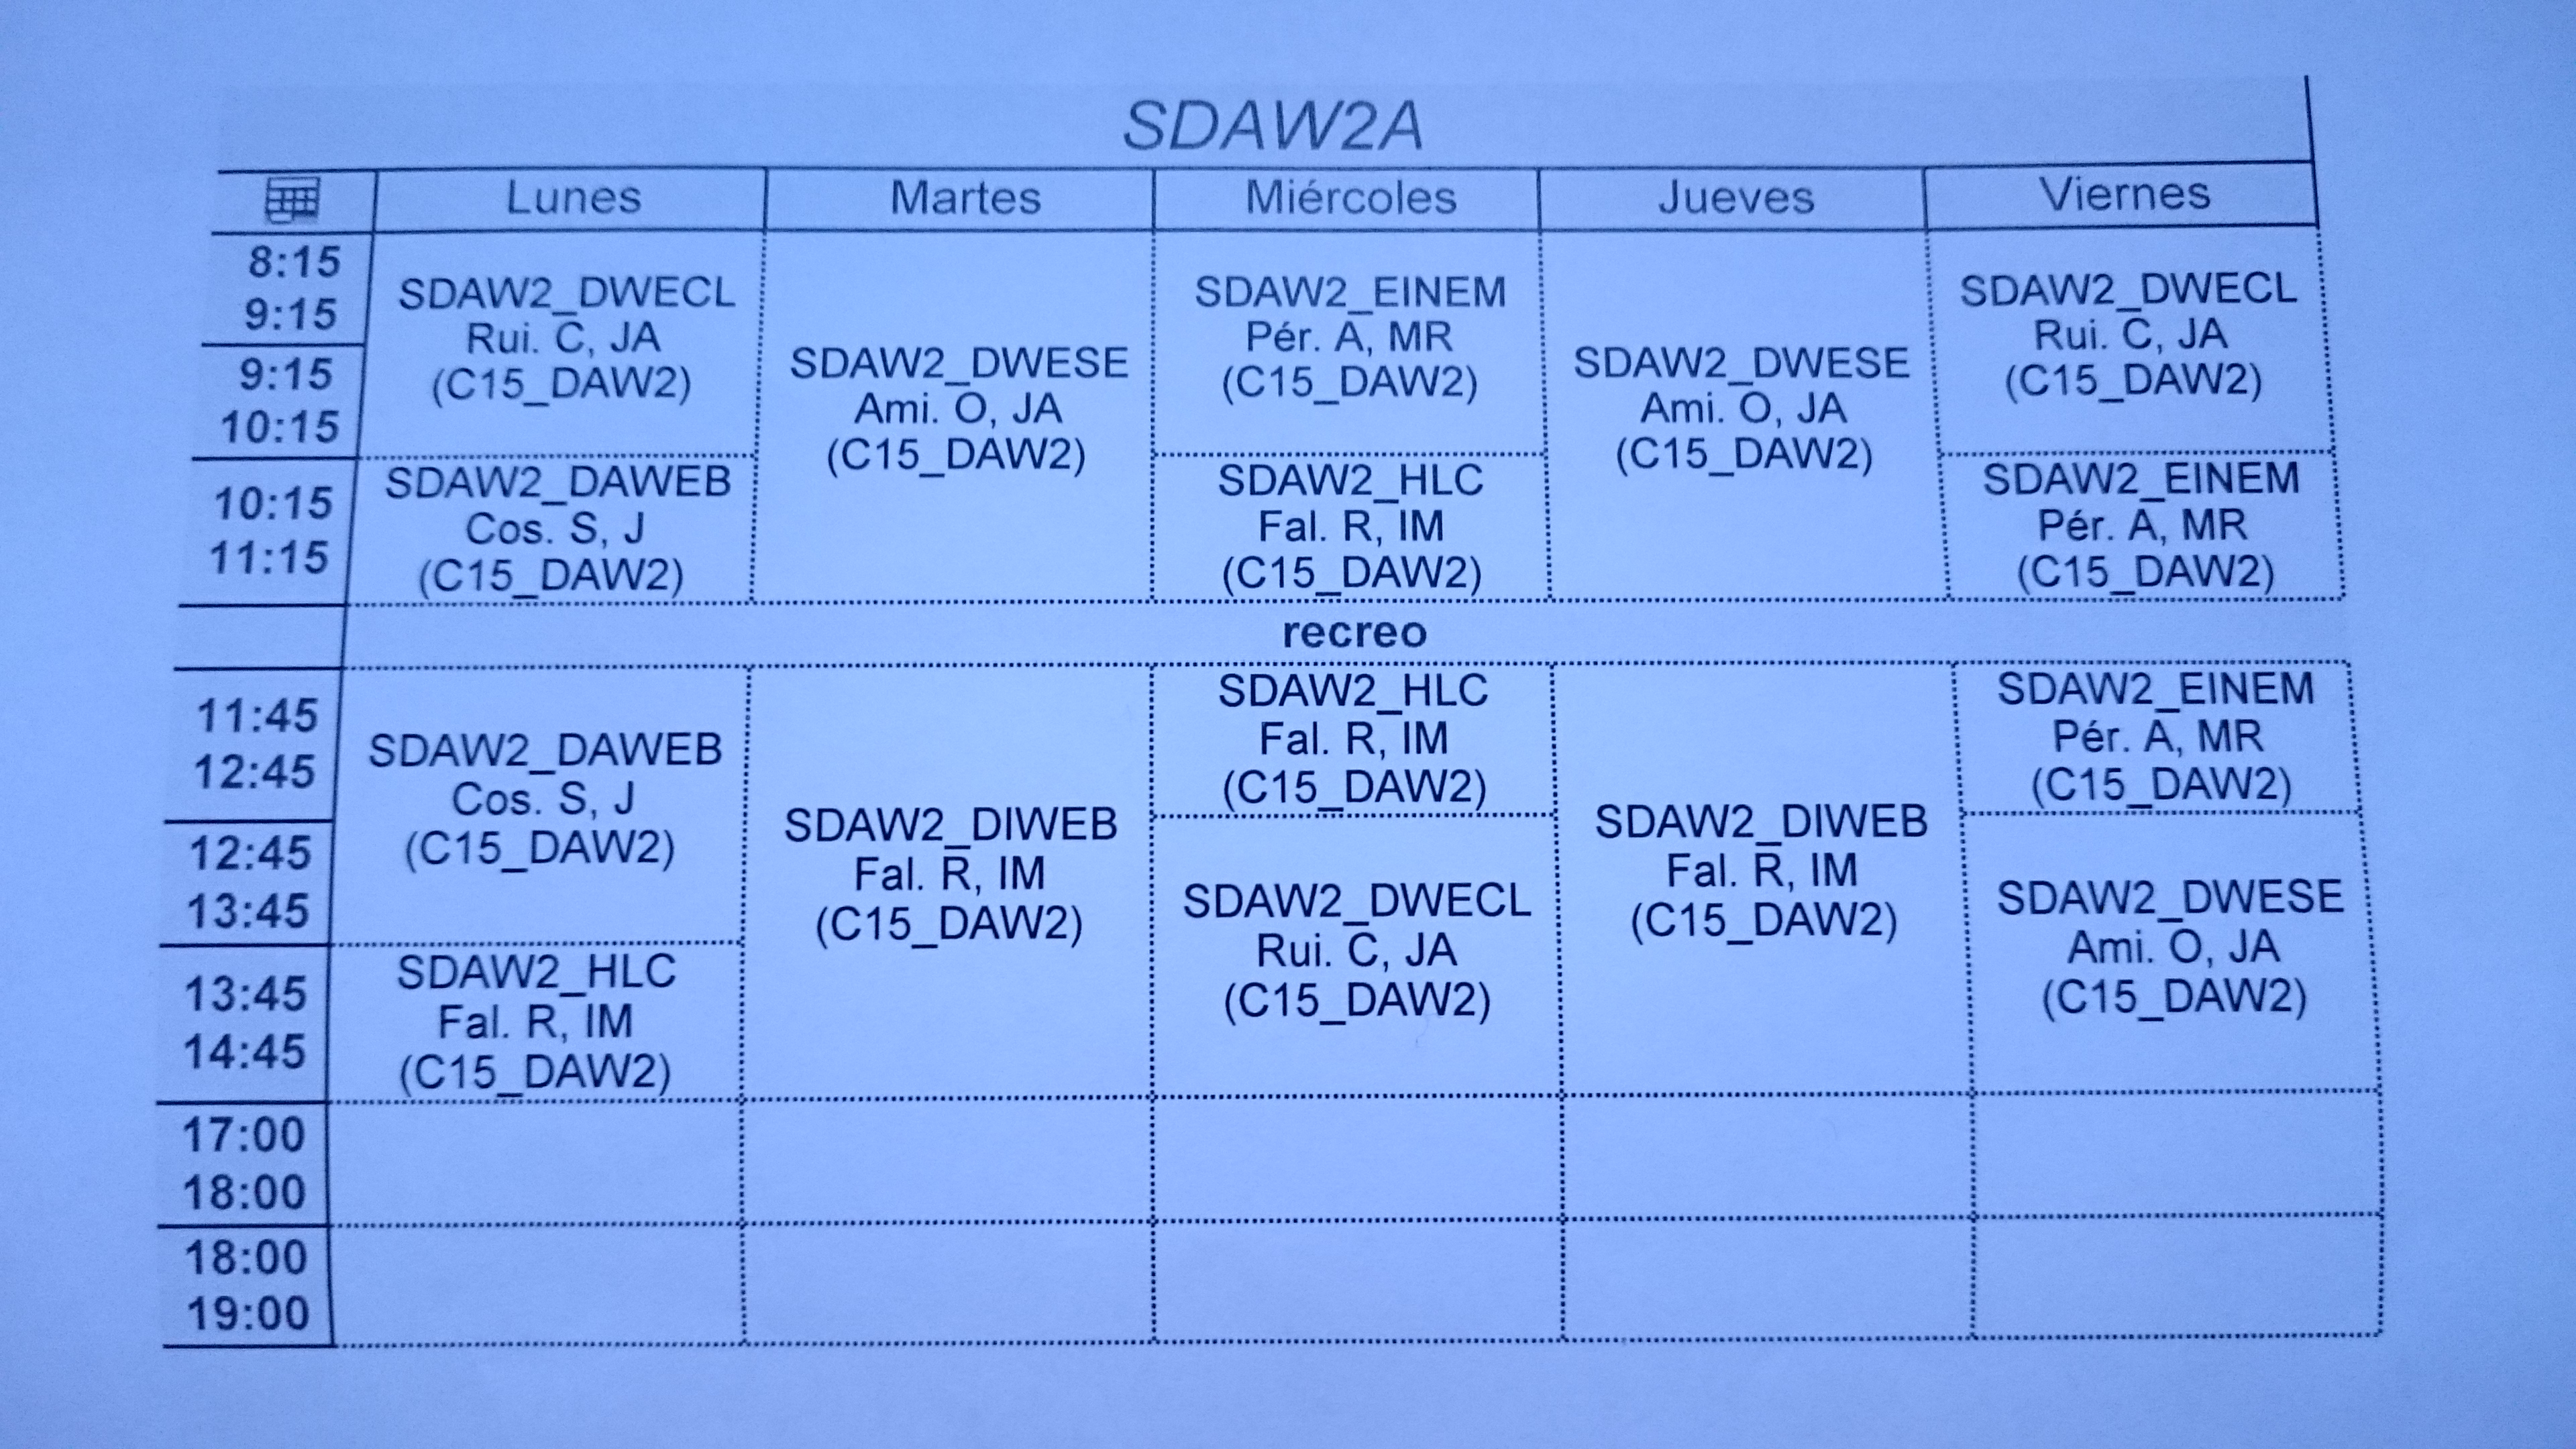 SDAW2A
Lunes Martes Miércoles Jueves Viernes
8:15
9:15
SDAW2_DWECL
Rui. C, JA
(C15_DAW2)
SDAW2_DWESE
Ami. O, JA
(C15_DAW2)
SDAW2_EINEM
Pér. A, MR
(C15_DAW2)
SDAW2_DWESE
Ami. O, JA
(C15_DAW2)
SDAW2_DWECL
Rui. C, JA
(C15_DAW2)
9:15
10:15
10:15
11:15
SDAW2_DAWEB
Cos. S, J
(C15_DAW2)
SDAW2_HLC
Fal. R, IM
(C15_DAW2)
SDAW2_EINEM
Pér. A, MR
(C15_DAW2)
recreo
11:45
12:45
SDAW2_DAWEB
Cos. S, J
(C15_DAW2)
SDAW2_DIWEB
Fal. R, IM
(C15_DAW2)
SDAW2_HLC
Fal. R, IM
(C15_DAW2)
SDAW2_DIWEB
Fal. R, IM
(C15_DAW2)
SDAW2_EINEM
Pér. A, MR
(C15_DAW2)
12:45
13:45
SDAW2_DWECL
Rui. C, JA
(C15_DAW2)
SDAW2_DWESE
Ami. O, JA
(C15_DAW2)
13:45
14:45
SDAW2_HLC
Fal. R, IM
(C15_DAW2)
17:00
18:00
18:00
19:00